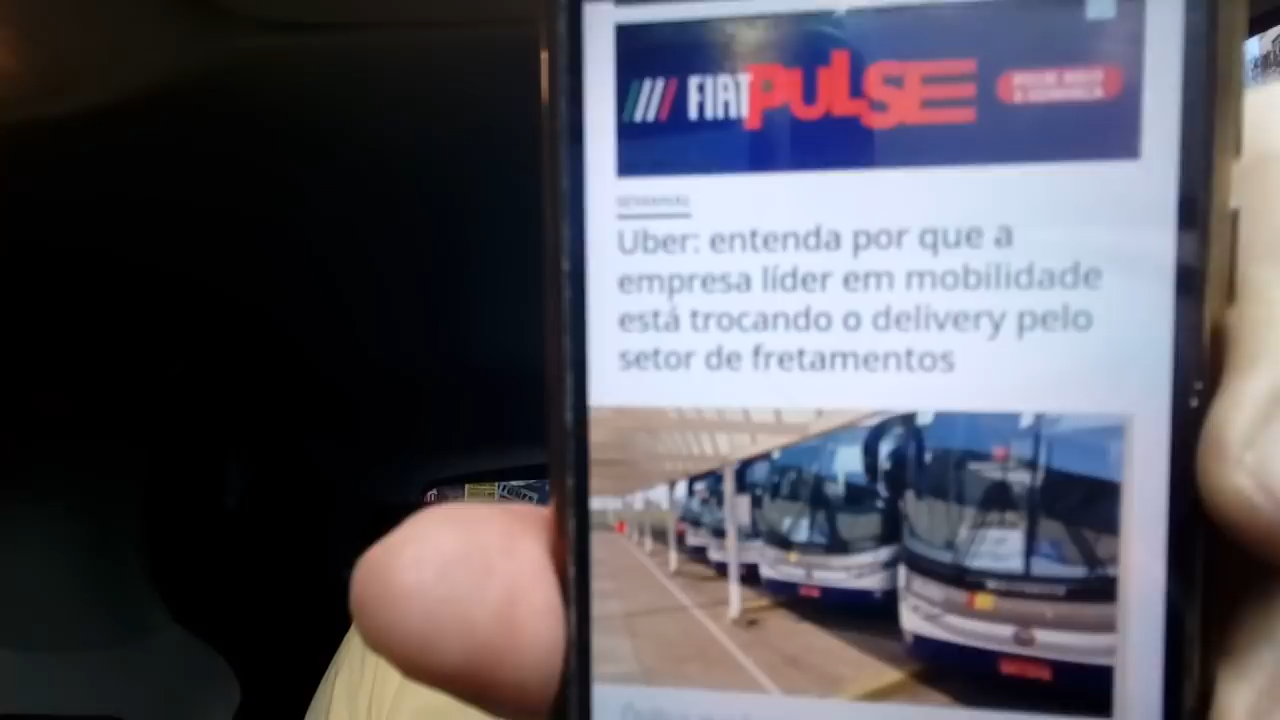 FIAT PULSE
Uber: entenda por que a
empresa líder em mobilidade
está trocando o delivery pelo
setor de fretamentos